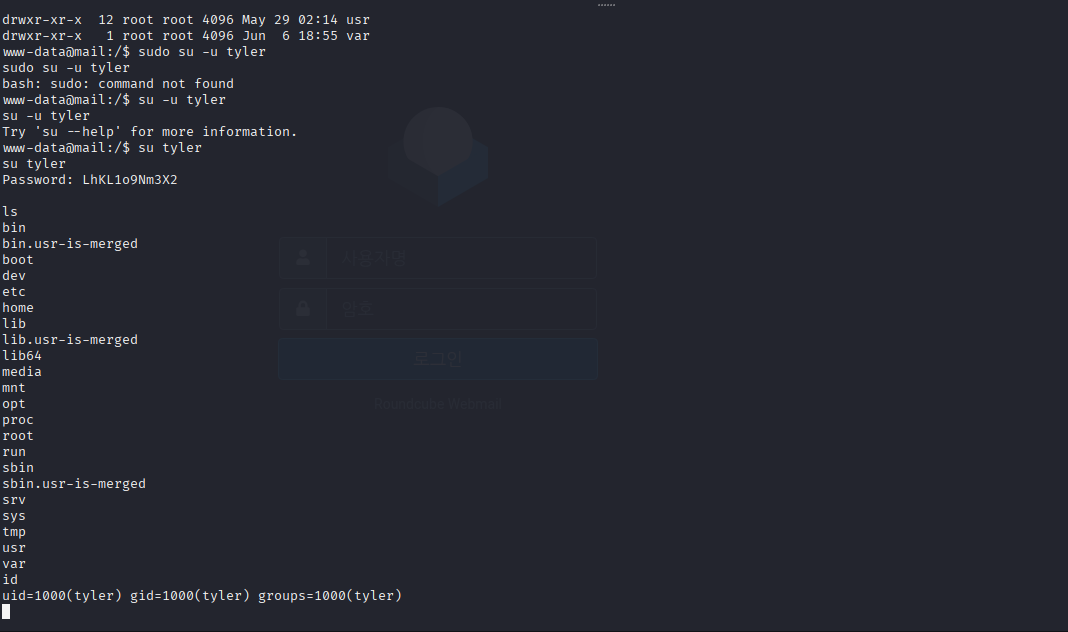 drwxr-xr-x  12 root root 4096 May 29 02:14 usr
drwxr-xr-x   1 root root 4096 Jun  6 18:55 var
www-data@mail:/$ sudo su -u tyler
sudo su -u tyler
bash: sudo: command not found
www-data@mail:/$ su -u tyler
su -u tyler
Try 'su --help' for more information.
www-data@mail:/$ su tyler
su tyler
Password: LhKL1o9Nm3X2
ls
bin
bin.usr-is-merged
boot
dev
etc
home
lib
lib.usr-is-merged
lib64
media
mnt
opt
proc
root
run
sbin
sbin.usr-is-merged
srv
sys
tmp
usr
var
id
uid=1000(tyler) gid=1000(tyler) groups=1000(tyler)
사용자명
암호
로그인
Roundcube Webmail